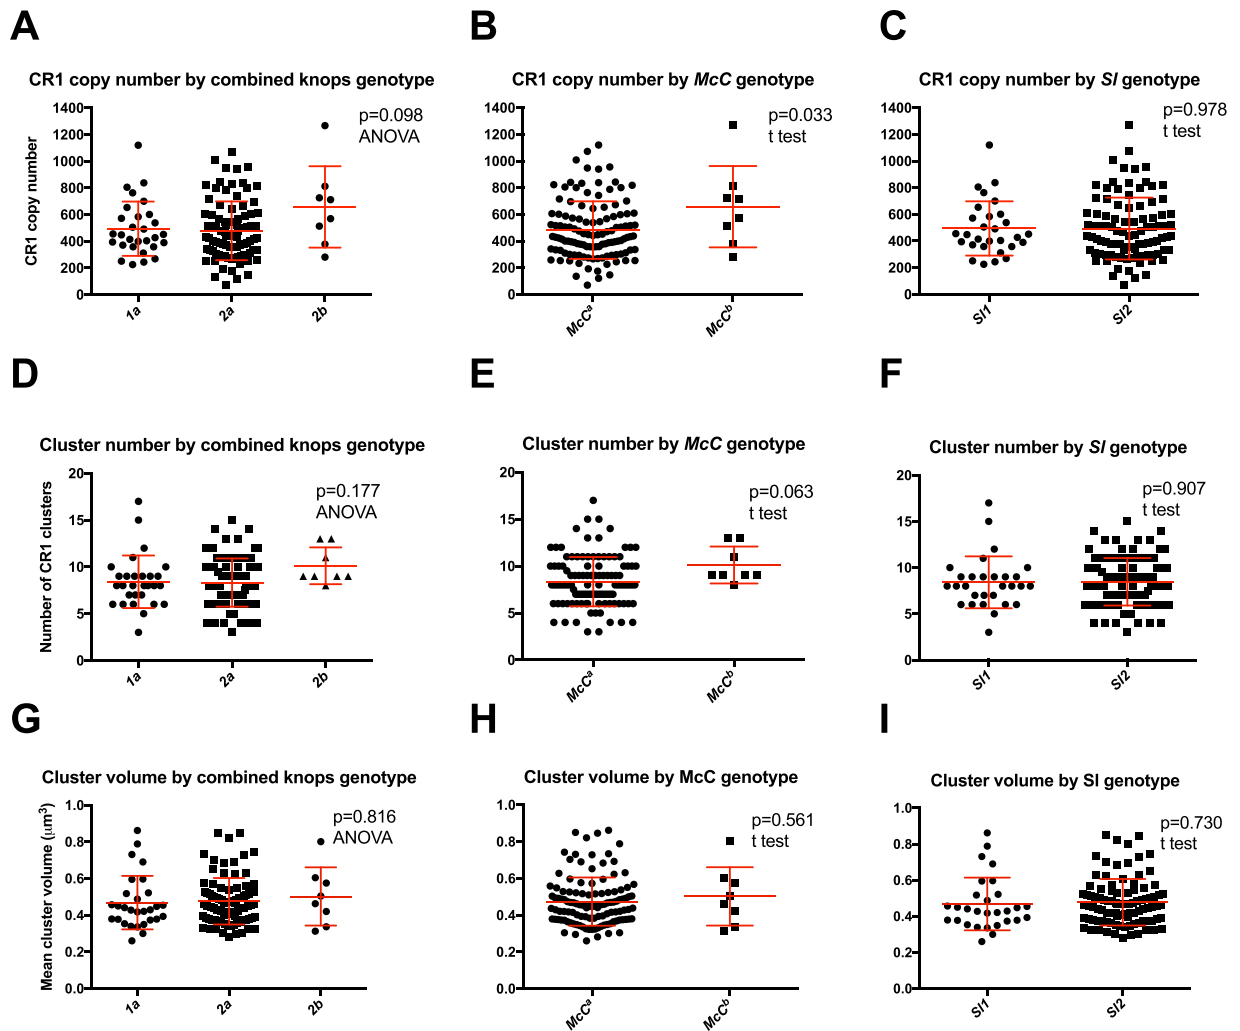 A
CR1 copy number by combined knops genotype
CR1 copy number
1400
1200
1000
800
600
400
200
0
p=0.098
ANOVA
1a
2a
2b
B
CR1 copy number by McC genotype
1400
1200
1000
800
600
400
200
0
p=0.033
t test
McCᵃ
McCᵇ
C
CR1 copy number by Sl genotype
1400
1200
1000
800
600
400
200
0
p=0.978
t test
Sl1
Sl2
D
Cluster number by combined knops genotype
Number of CR1 clusters
20
15
10
5
0
p=0.177
ANOVA
1a
2a
2b
E
Cluster number by McC genotype
20
15
10
5
0
p=0.063
t test
McCᵃ
McCᵇ
F
Cluster number by Sl genotype
20
15
10
5
0
p=0.907
t test
Sl1
Sl2
G
Cluster volume by combined knops genotype
Mean cluster volume (μm³)
1.0
0.8
0.6
0.4
0.2
0.0
p=0.816
ANOVA
1a
2a
2b
H
Cluster volume by McC genotype
1.0
0.8
0.6
0.4
0.2
0.0
p=0.561
t test
McCᵃ
McCᵇ
I
Cluster volume by Sl genotype
1.0
0.8
0.6
0.4
0.2
0.0
p=0.730
t test
Sl1
Sl2